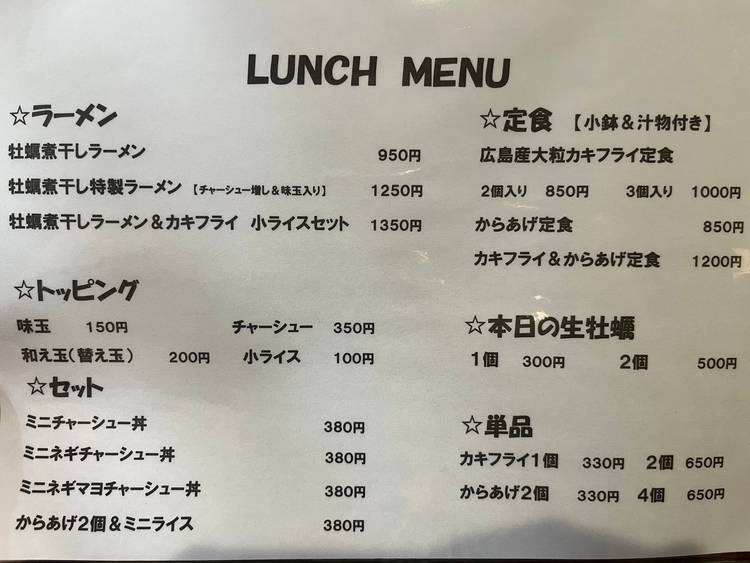 LUNCH MENU
☆ラーメン
牡蠣煮干しラーメン 950円
牡蠣煮干し特製ラーメン 【チャーシュー増し&味玉入り】 1250円
牡蠣煮干しラーメン&カキフライ 小ライスセット 1350円
☆トッピング
味玉 150円 チャーシュー 350円
和え玉(替え玉) 200円 小ライス 100円
☆セット
ミニチャーシュー丼 380円
ミニネギチャーシュー丼 380円
ミニネギマヨチャーシュー丼 380円
からあげ2個&ミニライス 380円
☆定食 【小鉢&汁物付き】
広島産大粒カキフライ定食
2個入り 850円 3個入り 1000円
からあげ定食 850円
カキフライ&からあげ定食 1200円
☆本日の生牡蠣
1個 300円 2個 500円
☆単品
カキフライ1個 330円 2個 650円
からあげ2個 330円 4個 650円